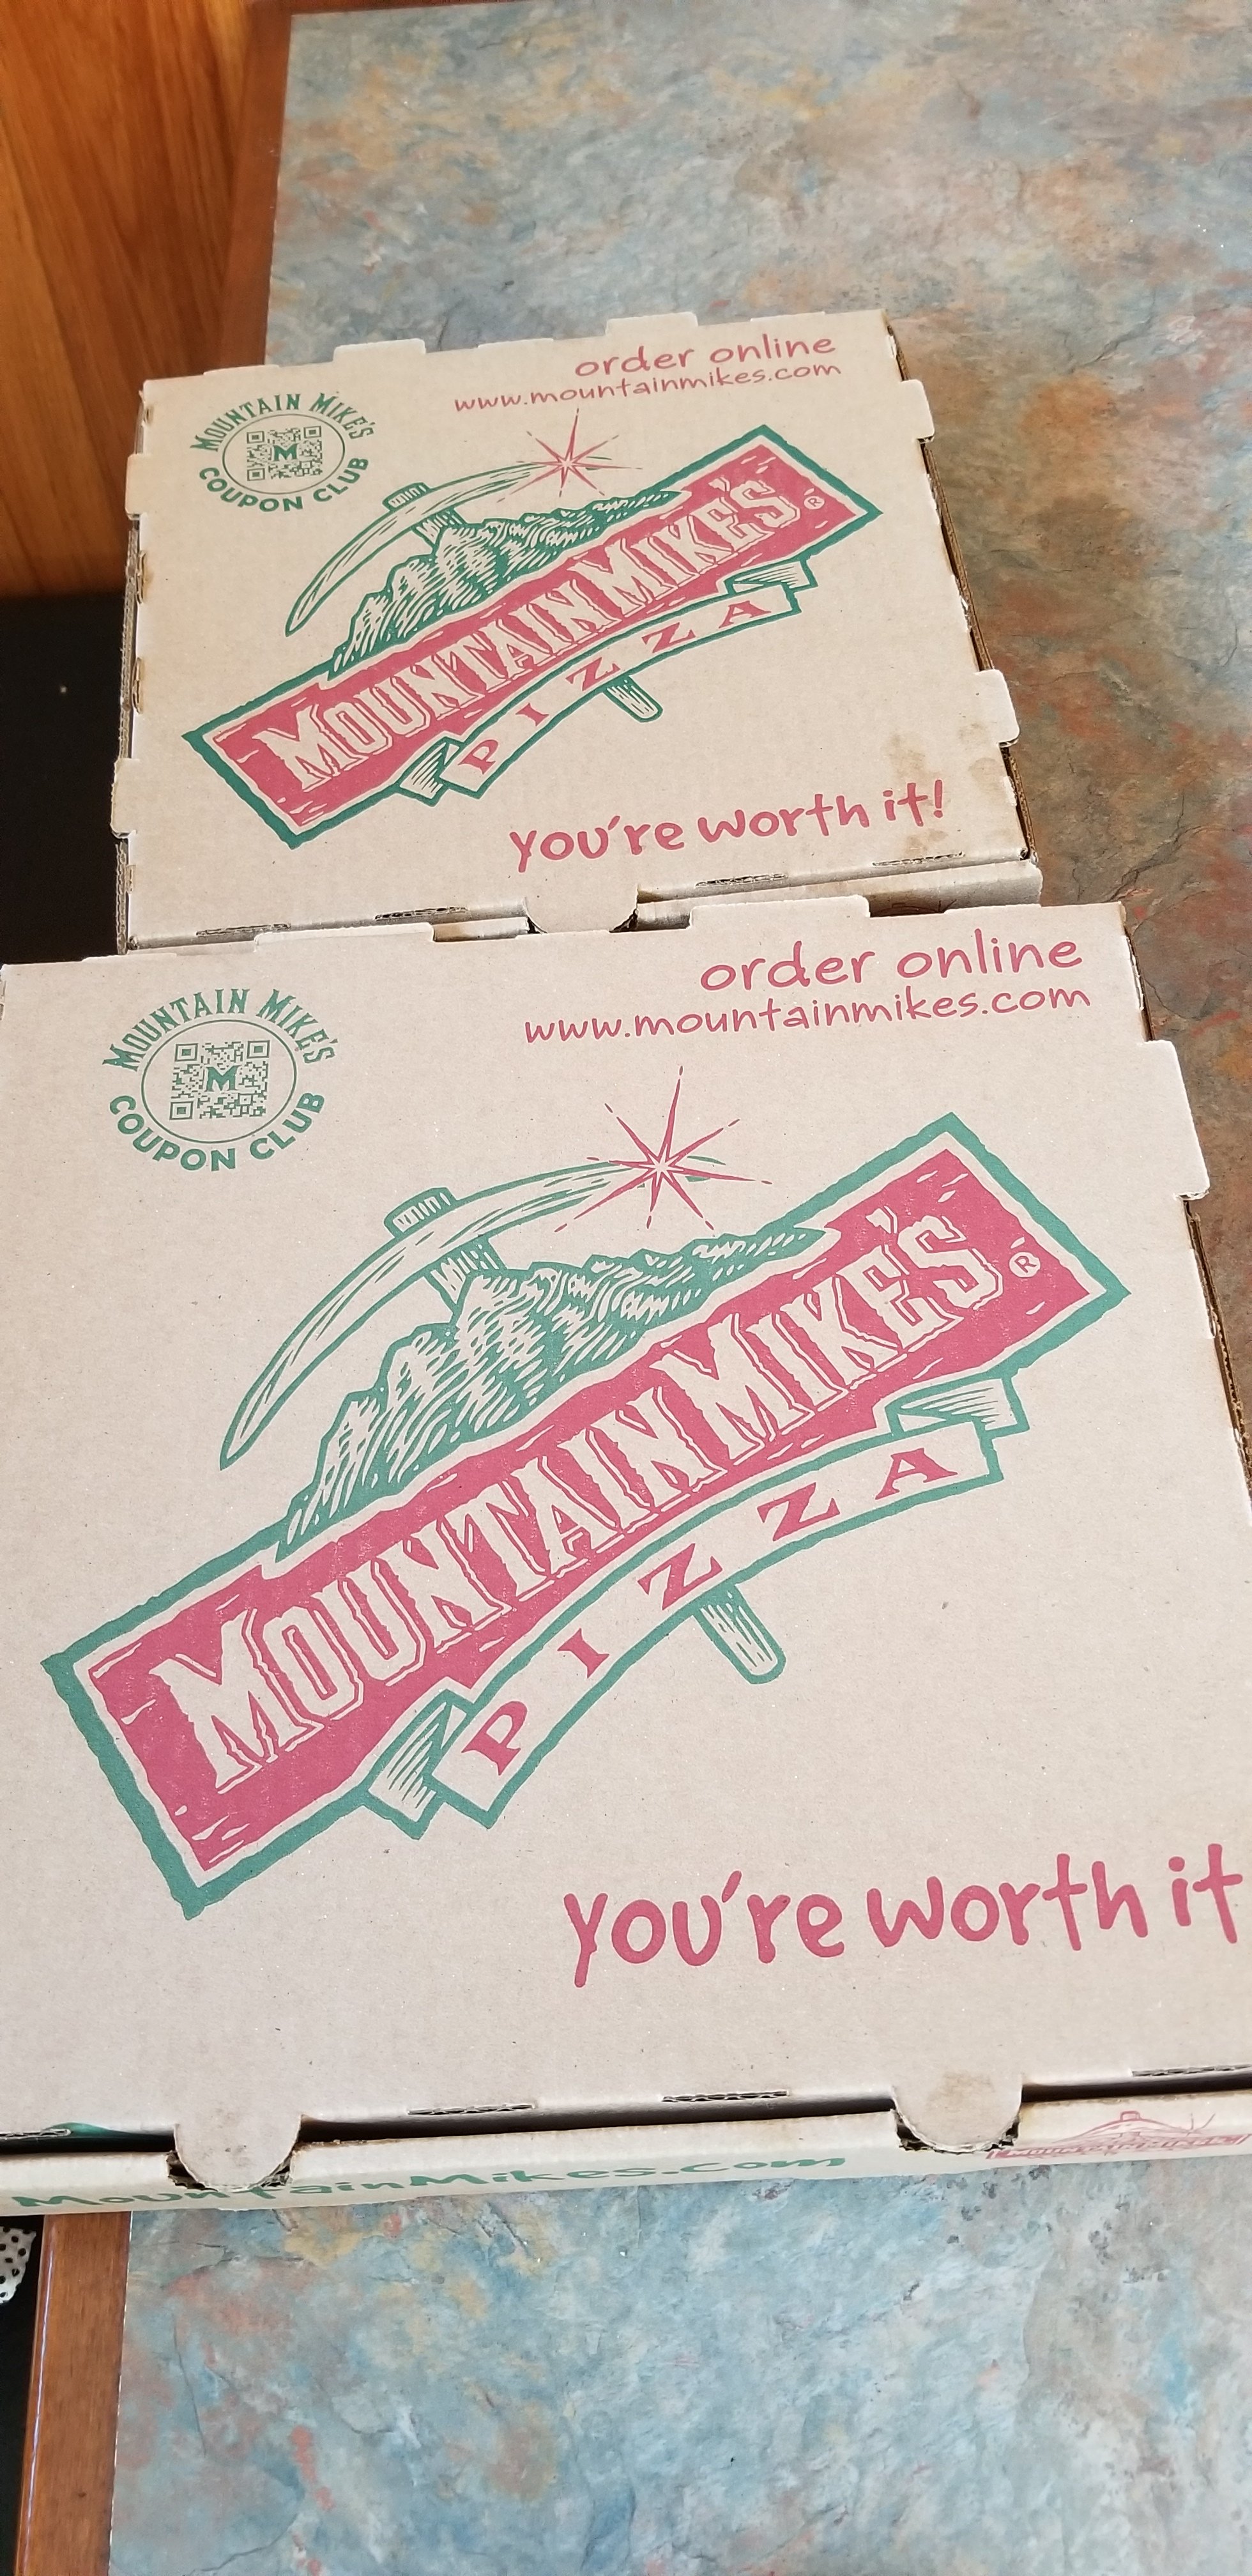 order online
www.mountainmikes.com
MOUNTAIN MIKE'S
M
COUPON CLUB
MOUNTAIN MIKE'S®
PIZZA
you're worth it!
order online
www.mountainmikes.com
MOUNTAIN MIKE'S
M
COUPON CLUB
MOUNTAIN MIKE'S®
PIZZA
you're worth it
MountainMikes.Com